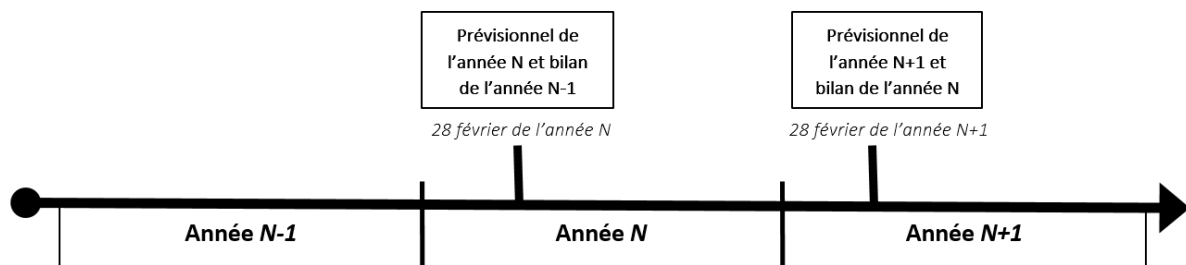 Prévisionnel de
l'année N et bilan
de l'année N-1
28 février de l'année N
Prévisionnel de
l'année N+1 et
bilan de l'année N
28 février de l'année N+1
Année N-1
Année N
Année N+1